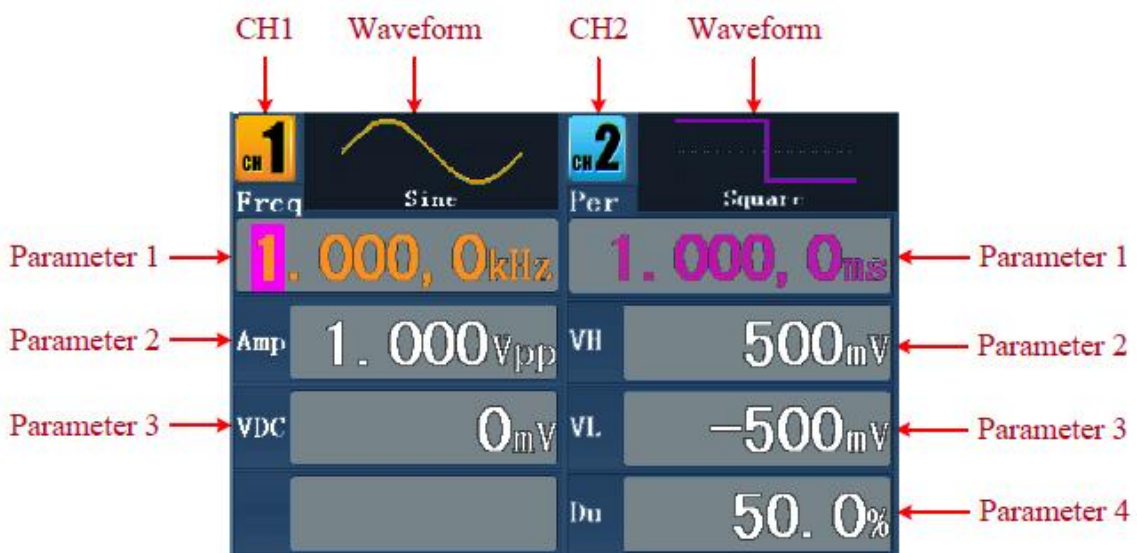 CH1 Waveform CH2 Waveform
CH 1 CH 2
Sine Square
Freq Per
Parameter 1 1.000,0kHz 1.000,0ms Parameter 1
Parameter 2 Amp 1.000Vpp VH 500mV Parameter 2
Parameter 3 VDC 0mV VL -500mV Parameter 3
Du 50.0% Parameter 4